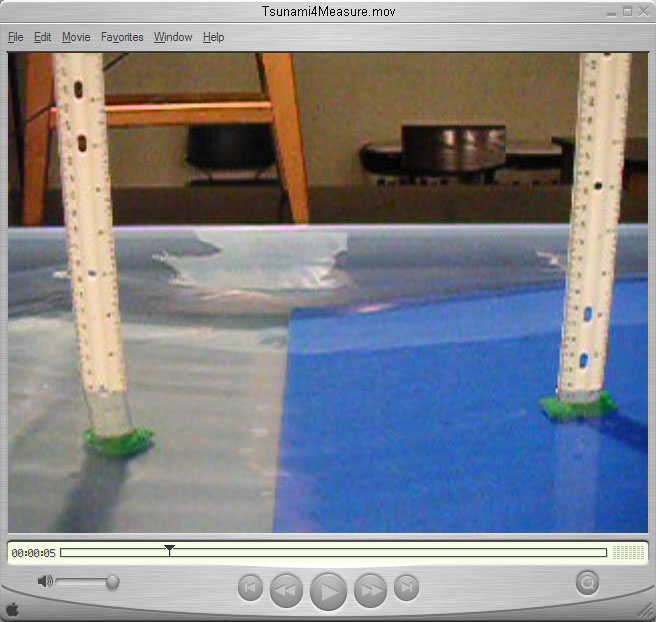 Tsunami4Measure.mov
File Edit Movie Favorites Window Help
00:00:05